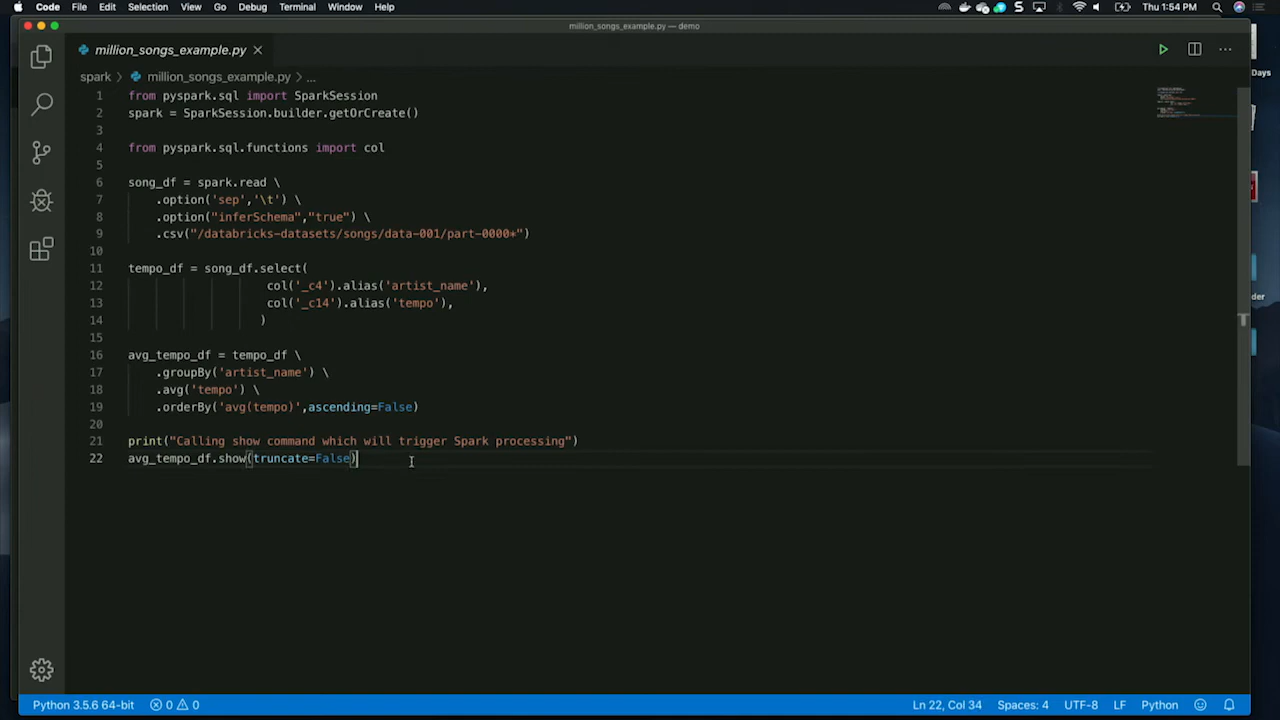 Code File Edit Selection View Go Debug Terminal Window Help Thu 1:54 PM
million_songs_example.py — demo
million_songs_example.py
spark > million_songs_example.py > ...
1 from pyspark.sql import SparkSession
2 spark = SparkSession.builder.getOrCreate()
3
4 from pyspark.sql.functions import col
5
6 song_df = spark.read \
7 .option('sep','\t') \
8 .option("inferSchema","true") \
9 .csv("/databricks-datasets/songs/data-001/part-0000*")
10
11 tempo_df = song_df.select(
12 col('_c4').alias('artist_name'),
13 col('_c14').alias('tempo'),
14 )
15
16 avg_tempo_df = tempo_df \
17 .groupBy('artist_name') \
18 .avg('tempo') \
19 .orderBy('avg(tempo)',ascending=False)
20
21 print("Calling show command which will trigger Spark processing")
22 avg_tempo_df.show(truncate=False)
Days
der
Python 3.5.6 64-bit 0 0 Ln 22, Col 34 Spaces: 4 UTF-8 LF Python